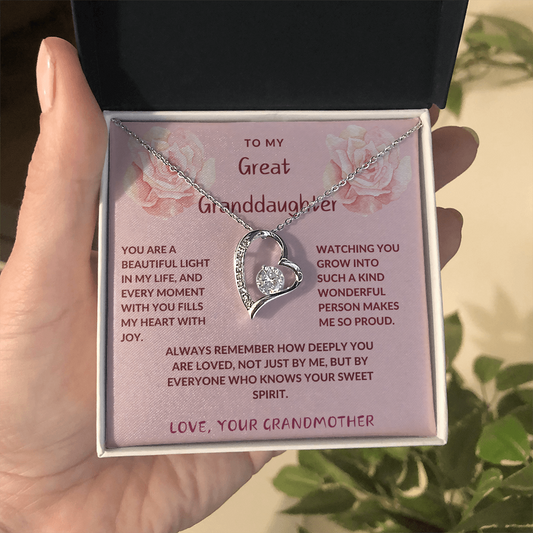 TO MY
Great
Granddaughter
YOU ARE A
BEAUTIFUL LIGHT
IN MY LIFE, AND
EVERY MOMENT
WITH YOU FILLS
MY HEART WITH
JOY.
WATCHING YOU
GROW INTO
SUCH A KIND
WONDERFUL
PERSON MAKES
ME SO PROUD.
ALWAYS REMEMBER HOW DEEPLY YOU
ARE LOVED, NOT JUST BY ME, BUT BY
EVERYONE WHO KNOWS YOUR SWEET
SPIRIT.
LOVE, YOUR GRANDMOTHER